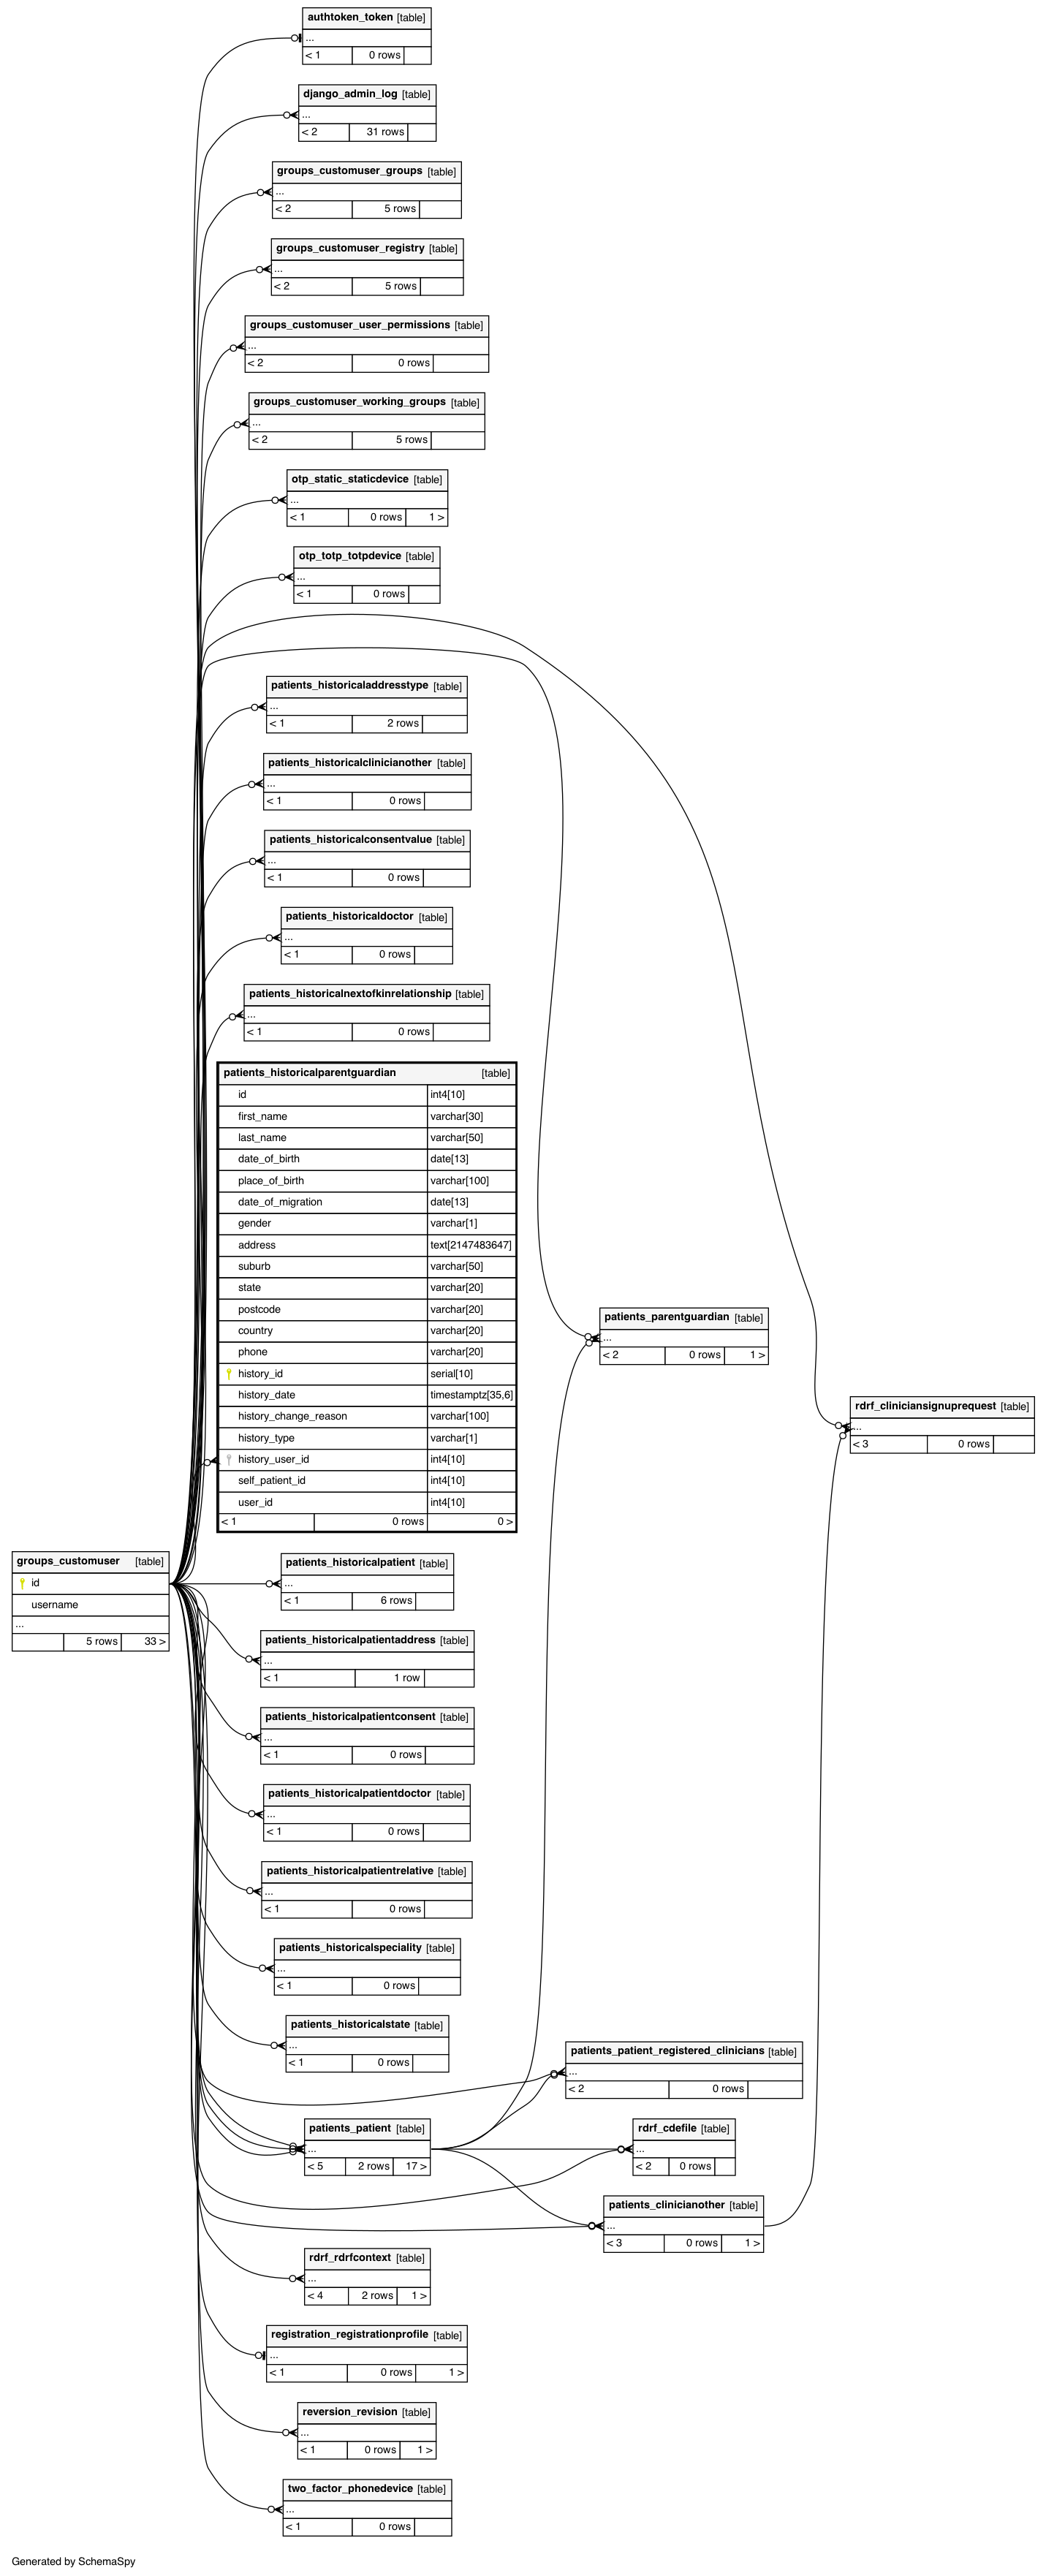 authtoken_token [table]
...
< 1 0 rows
django_admin_log [table]
...
< 2 31 rows
groups_customuser_groups [table]
...
< 2 5 rows
groups_customuser_registry [table]
...
< 2 5 rows
groups_customuser_user_permissions [table]
...
< 2 0 rows
groups_customuser_working_groups [table]
...
< 2 5 rows
otp_static_staticdevice [table]
...
< 1 0 rows 1 >
otp_totp_totpdevice [table]
...
< 1 0 rows
patients_historicaladdresstype [table]
...
< 1 2 rows
patients_historicalclinicianother [table]
...
< 1 0 rows
patients_historicalconsentvalue [table]
...
< 1 0 rows
patients_historicaldoctor [table]
...
< 1 0 rows
patients_historicalnextofkinrelationship [table]
...
< 1 0 rows
patients_historicalparentguardian [table]
id int4[10]
first_name varchar[30]
last_name varchar[50]
date_of_birth date[13]
place_of_birth varchar[100]
date_of_migration date[13]
gender varchar[1]
address text[2147483647]
suburb varchar[50]
state varchar[20]
postcode varchar[20]
country varchar[20]
phone varchar[20]
history_id serial[10]
history_date timestamptz[35,6]
history_change_reason varchar[100]
history_type varchar[1]
history_user_id int4[10]
self_patient_id int4[10]
user_id int4[10]
< 1 0 rows 0 >
patients_parentguardian [table]
...
< 2 0 rows 1 >
rdrf_cliniciansignuprequest [table]
...
< 3 0 rows
groups_customuser [table]
id
username
...
5 rows 33 >
patients_historicalpatient [table]
...
< 1 6 rows
patients_historicalpatientaddress [table]
...
< 1 1 row
patients_historicalpatientconsent [table]
...
< 1 0 rows
patients_historicalpatientdoctor [table]
...
< 1 0 rows
patients_historicalpatientrelative [table]
...
< 1 0 rows
patients_historicalspeciality [table]
...
< 1 0 rows
patients_historicalstate [table]
...
< 1 0 rows
patients_patient_registered_clinicians [table]
...
< 2 0 rows
patients_patient [table]
...
< 5 2 rows 17 >
rdrf_cdefile [table]
...
< 2 0 rows
patients_clinicianother [table]
...
< 3 0 rows 1 >
rdrf_rdrfcontext [table]
...
< 4 2 rows 1 >
registration_registrationprofile [table]
...
< 1 0 rows 1 >
reversion_revision [table]
...
< 1 0 rows 1 >
two_factor_phonedevice [table]
...
< 1 0 rows
Generated by SchemaSpy